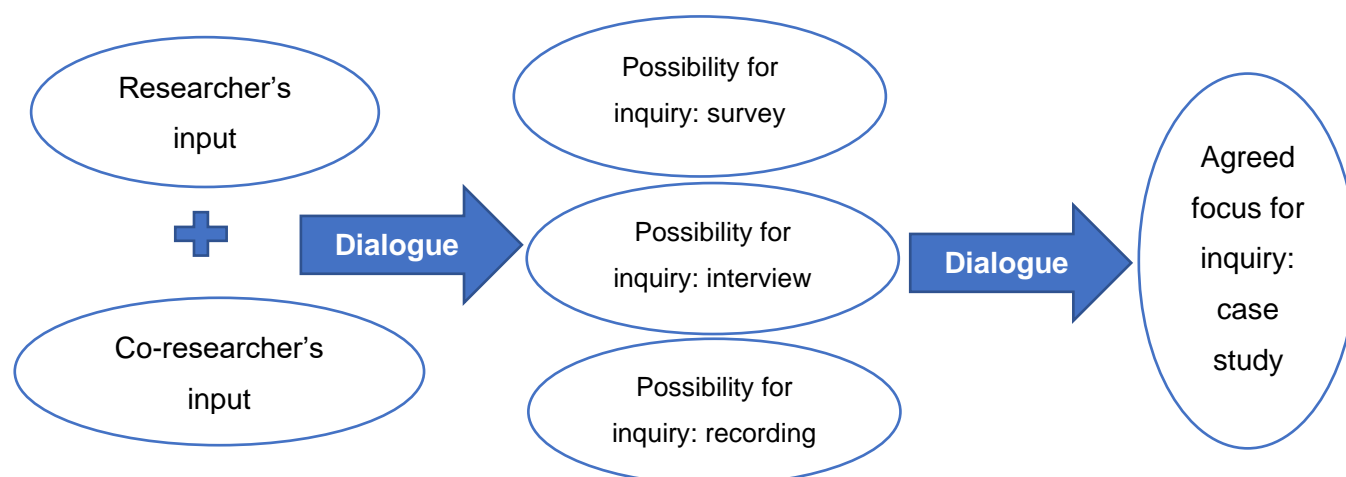 Researcher’s
input
Co-researcher’s
input
Dialogue
Possibility for
inquiry: survey
Possibility for
inquiry: interview
Possibility for
inquiry: recording
Dialogue
Agreed
focus for
inquiry:
case
study